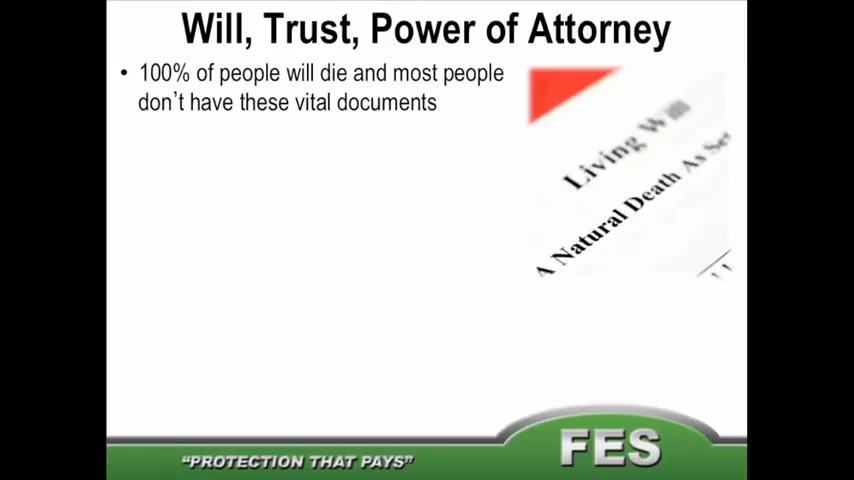 Will, Trust, Power of Attorney
• 100% of people will die and most people
don’t have these vital documents
Living Will
A Natural Death As
“PROTECTION THAT PAYS”
FES